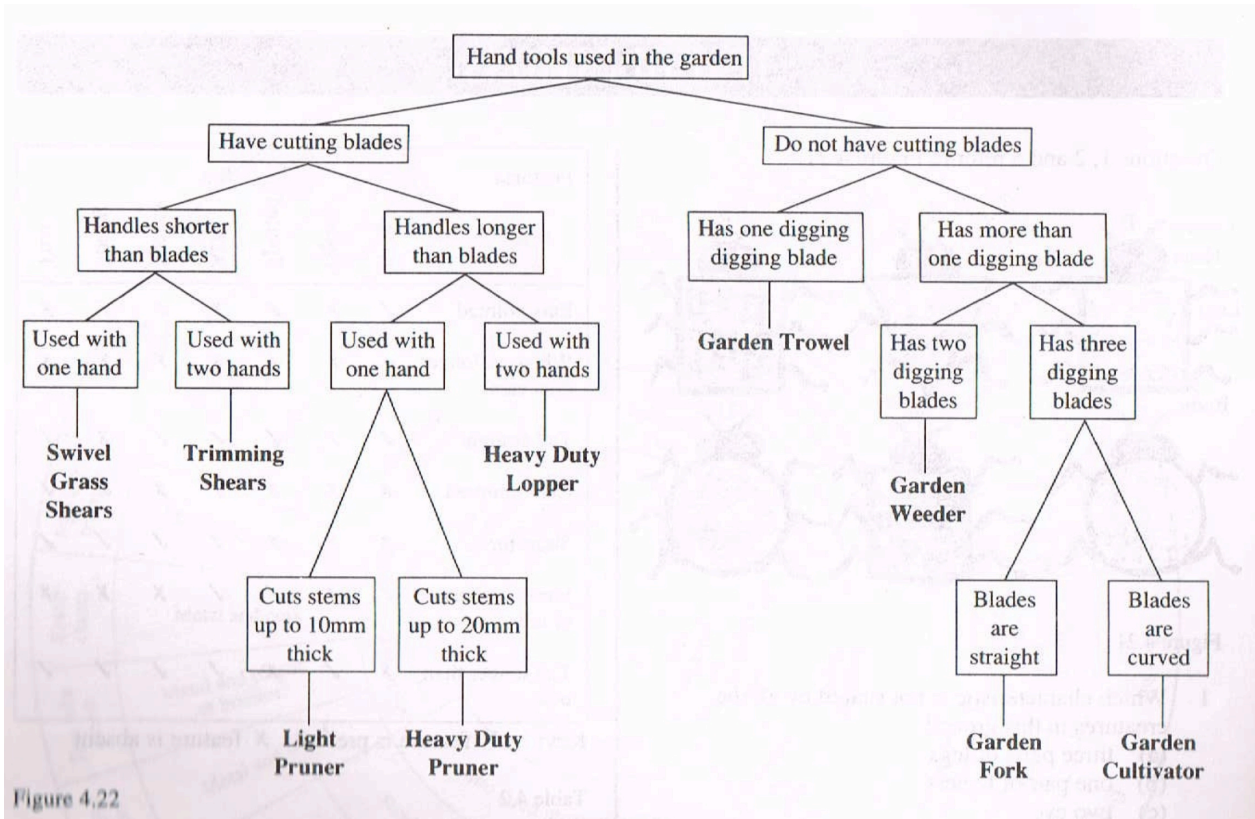 Hand tools used in the garden
Have cutting blades
Do not have cutting blades
Handles shorter
than blades
Handles longer
than blades
Has one digging
digging blade
Has more than
one digging blade
Used with
one hand
Used with
two hands
Used with
one hand
Used with
two hands
Garden Trowel
Has two
digging
blades
Has three
digging
blades
Swivel
Grass
Shears
Trimming
Shears
Heavy Duty
Lopper
Garden
Weeder
Cuts stems
up to 10mm
thick
Cuts stems
up to 20mm
thick
Blades
are
straight
Blades
are
curved
Light
Pruner
Heavy Duty
Pruner
Garden
Fork
Garden
Cultivator
Figure 4.22